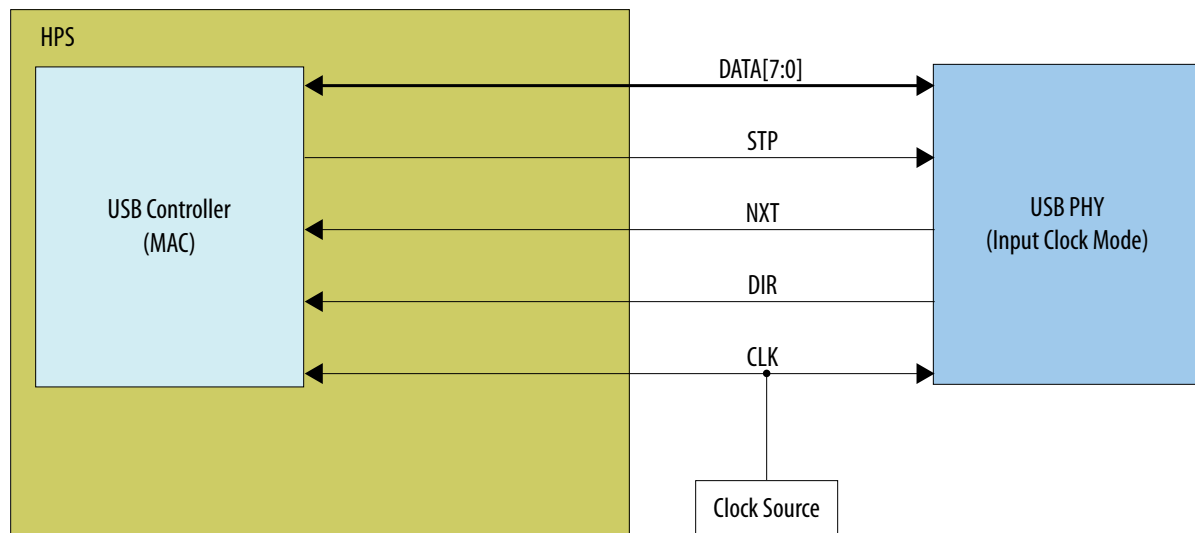 HPS
DATA[7:0]
STP
USB Controller
(MAC)
NXT
USB PHY
(Input Clock Mode)
DIR
CLK
Clock Source